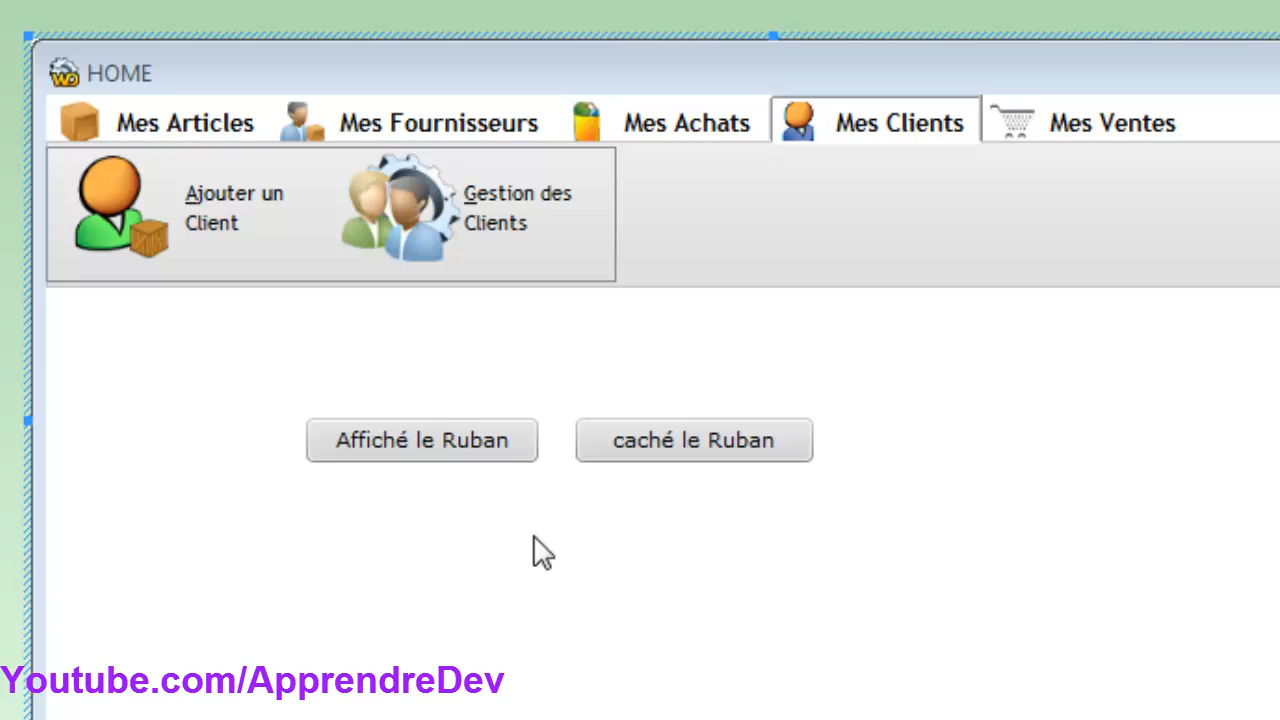 HOME
Mes Articles Mes Fournisseurs Mes Achats Mes Clients Mes Ventes
Ajouter un Client
Gestion des Clients
Affiché le Ruban caché le Ruban
Youtube.com/ApprendreDev